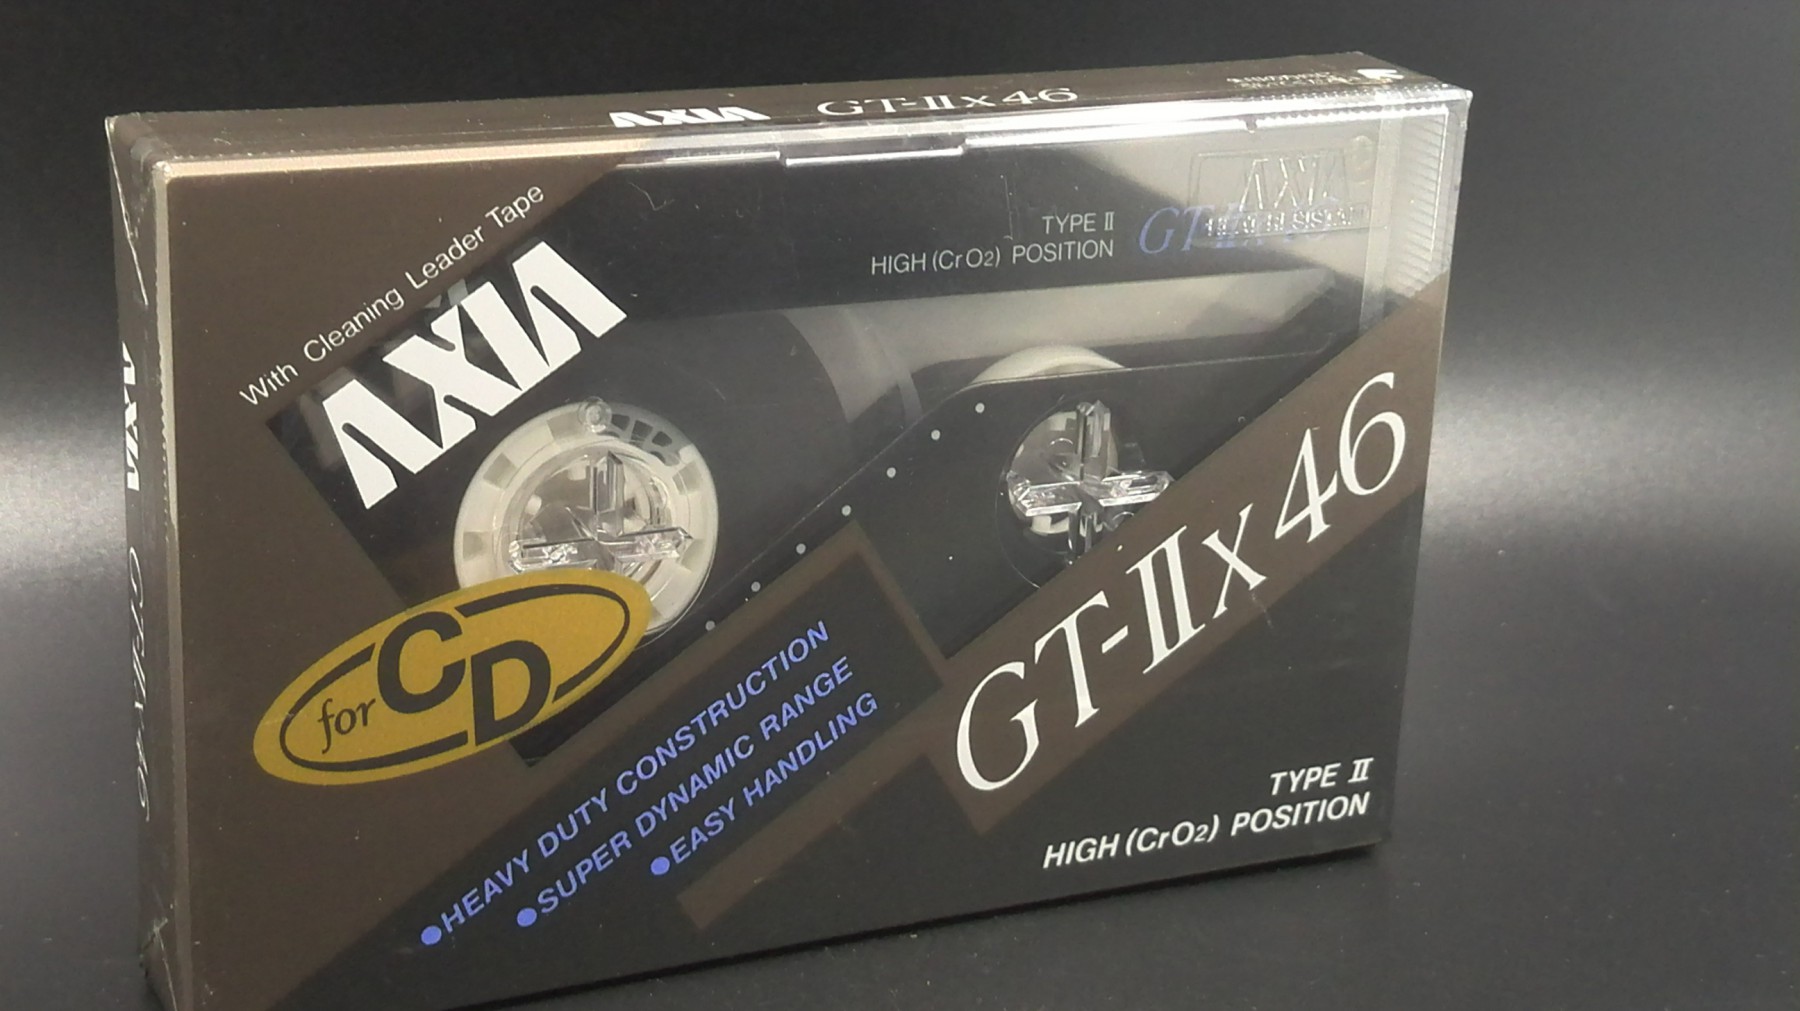 AXIA GT-IIx46
With Cleaning Leader Tape
AXIA
AXIA
TYPE II
HIGH (CrO2) POSITION
for CD
●HEAVY DUTY CONSTRUCTION
●SUPER DYNAMIC RANGE
●EASY HANDLING
GT-IIx46
TYPE II
HIGH (CrO2) POSITION
AXIA